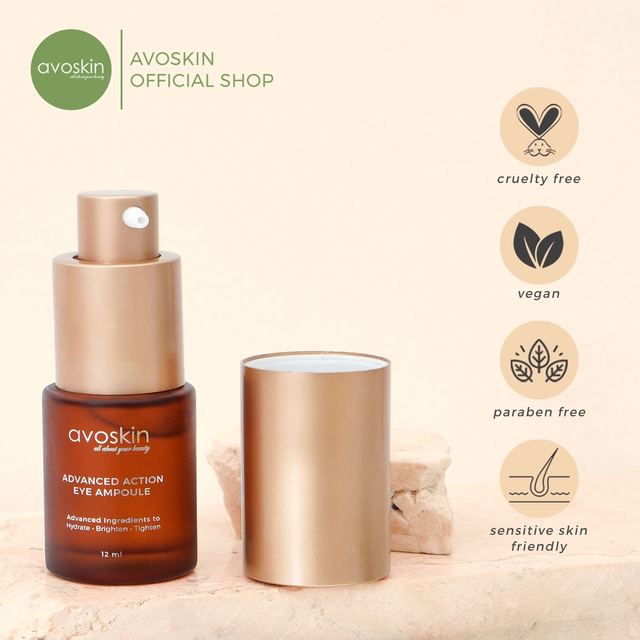 avoskin
all about your beauty
AVOSKIN
OFFICIAL SHOP
cruelty free
vegan
paraben free
sensitive skin
friendly
avoskin
all about your beauty
ADVANCED ACTION
EYE AMPOULE
Advanced Ingredients to
Hydrate - Brighten - Tighten
12 ml